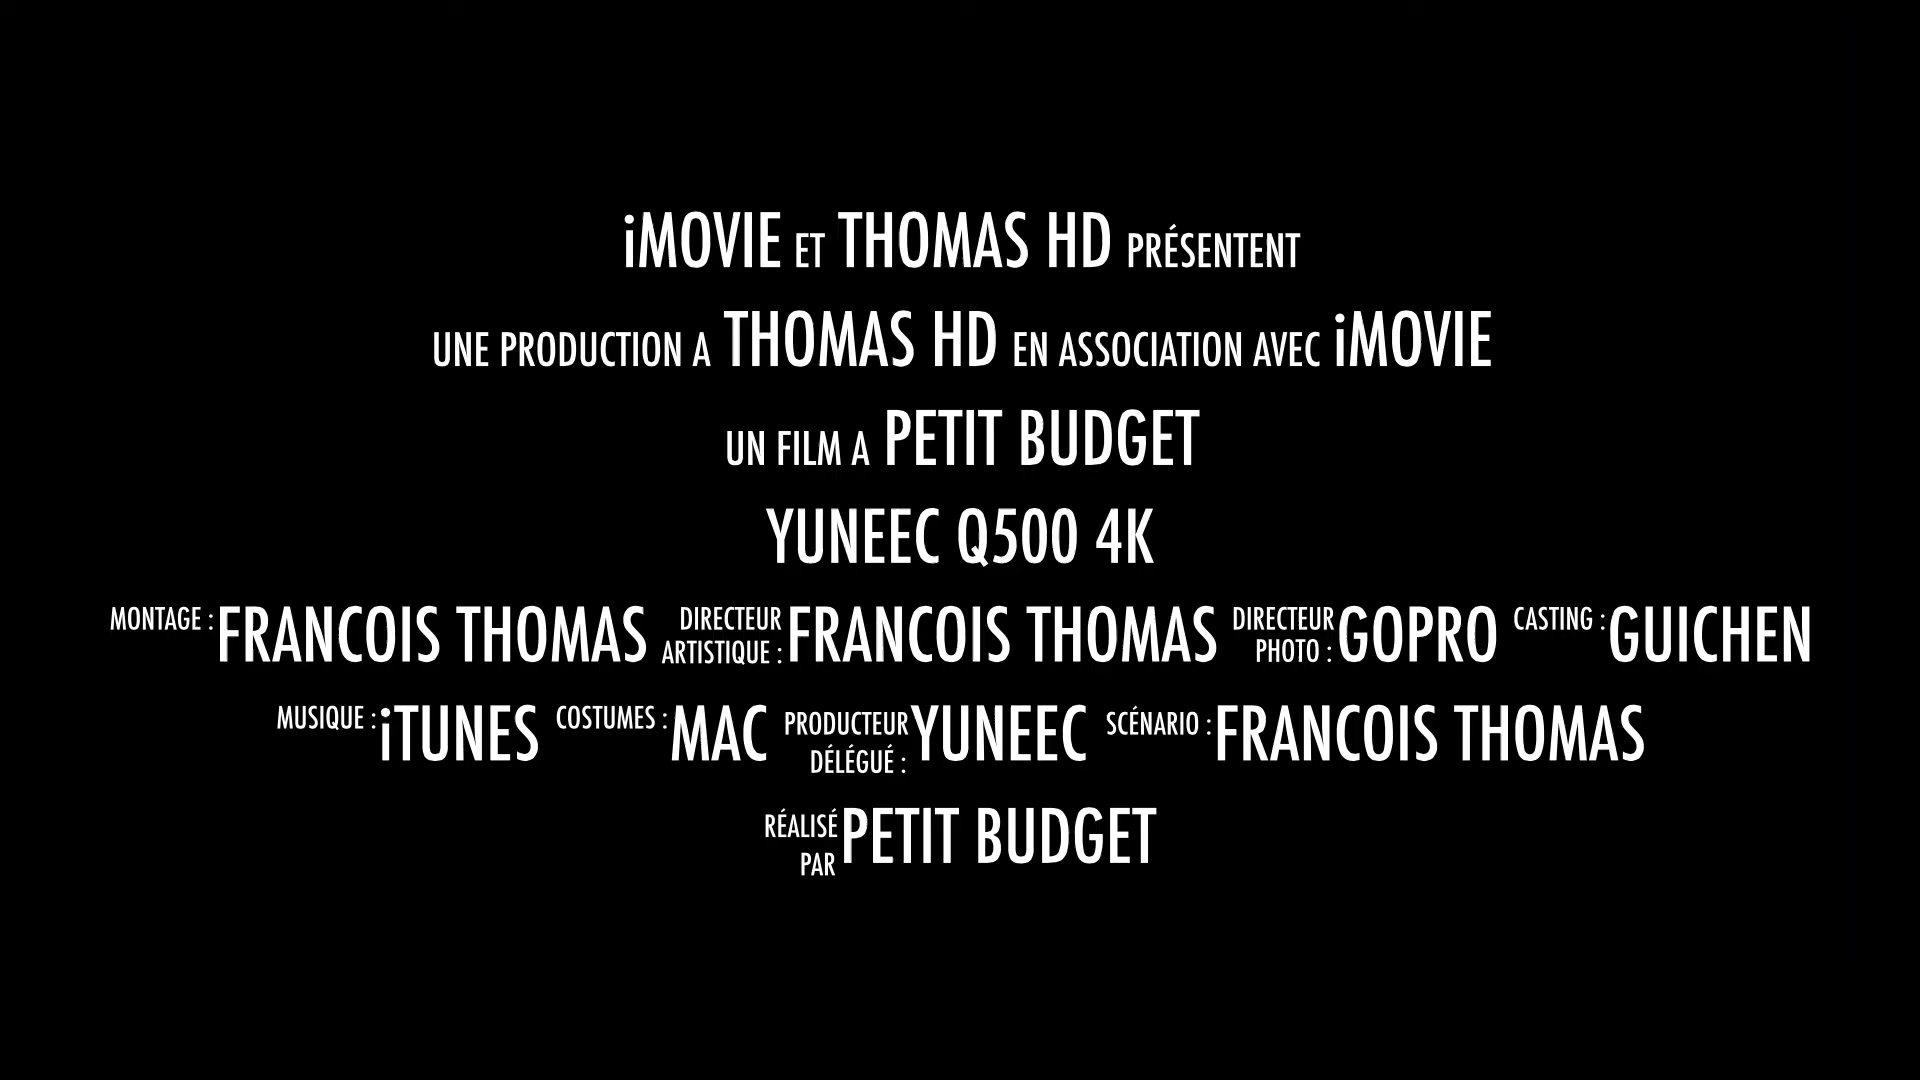 iMOVIE ET THOMAS HD PRÉSENTENT
UNE PRODUCTION A THOMAS HD EN ASSOCIATION AVEC iMOVIE
UN FILM A PETIT BUDGET
YUNEEC Q500 4K
MONTAGE : FRANCOIS THOMAS DIRECTEUR ARTISTIQUE : FRANCOIS THOMAS DIRECTEUR PHOTO : GOPRO CASTING : GUICHEN
MUSIQUE : iTUNES COSTUMES : MAC PRODUCTEUR DÉLÉGUÉ : YUNEEC SCÉNARIO : FRANCOIS THOMAS
RÉALISÉ PAR PETIT BUDGET